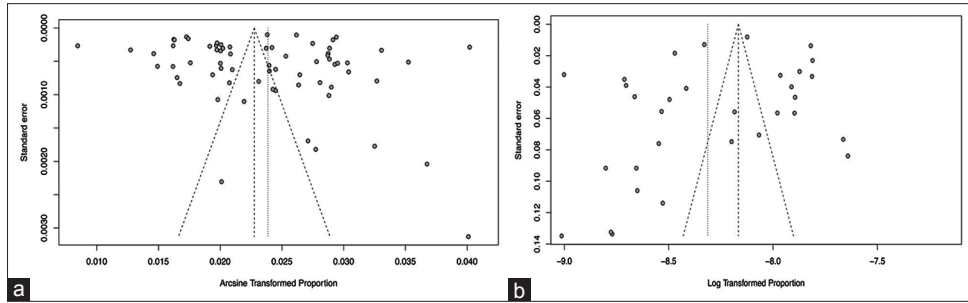 0.0000
0.0010
0.0020
0.0030
Standard error
0.010 0.015 0.020 0.025 0.030 0.035 0.040
Arcsine Transformed Proportion
a
0.00
0.02
0.04
0.06
0.08
0.10
0.12
0.14
Standard error
−9.0 −8.5 −8.0 −7.5
Log Transformed Proportion
b